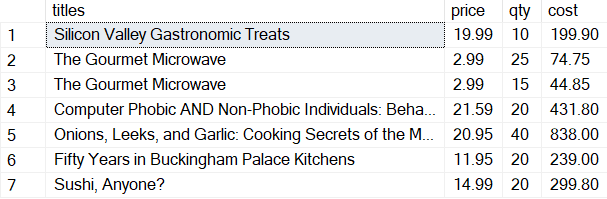 titles price qty cost
1 Silicon Valley Gastronomic Treats 19.99 10 199.90
2 The Gourmet Microwave 2.99 25 74.75
3 The Gourmet Microwave 2.99 15 44.85
4 Computer Phobic AND Non-Phobic Individuals: Beha... 21.59 20 431.80
5 Onions, Leeks, and Garlic: Cooking Secrets of the M... 20.95 40 838.00
6 Fifty Years in Buckingham Palace Kitchens 11.95 20 239.00
7 Sushi, Anyone? 14.99 20 299.80